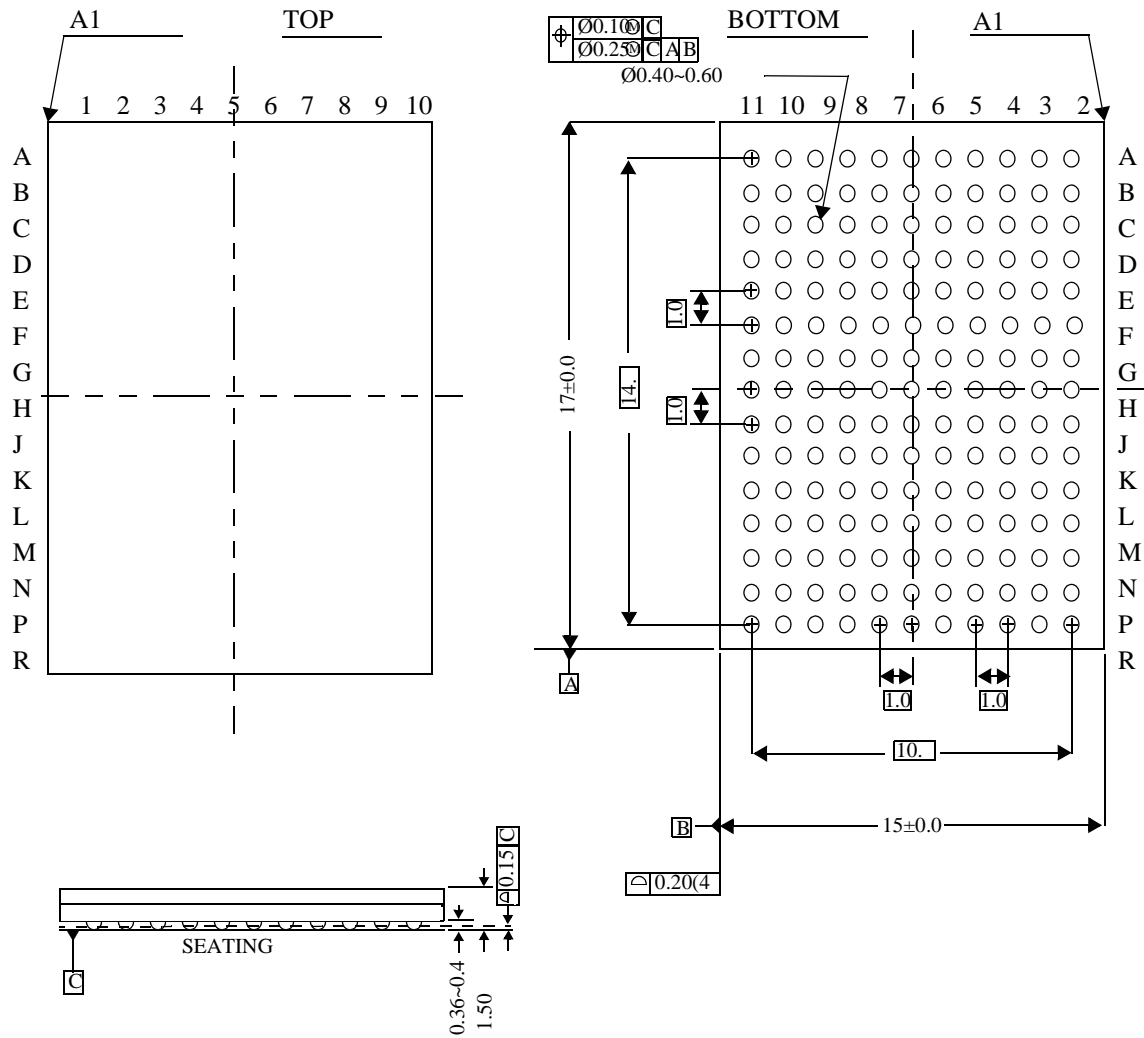 A1 TOP
Ø0.10Ⓜ C
Ø0.25Ⓜ C A B
Ø0.40~0.60
BOTTOM A1
1 2 3 4 5 6 7 8 9 10
11 10 9 8 7 6 5 4 3 2
A
B
C
D
E
F
G
H
J
K
L
M
N
P
R
17±0.0
14.
1.0
1.0
A
B
C
D
E
F
G
H
J
K
L
M
N
P
R
A
1.0 1.0
10.
B
15±0.0
0.20(4
0.15 C
SEATING
C
0.36~0.4
1.50